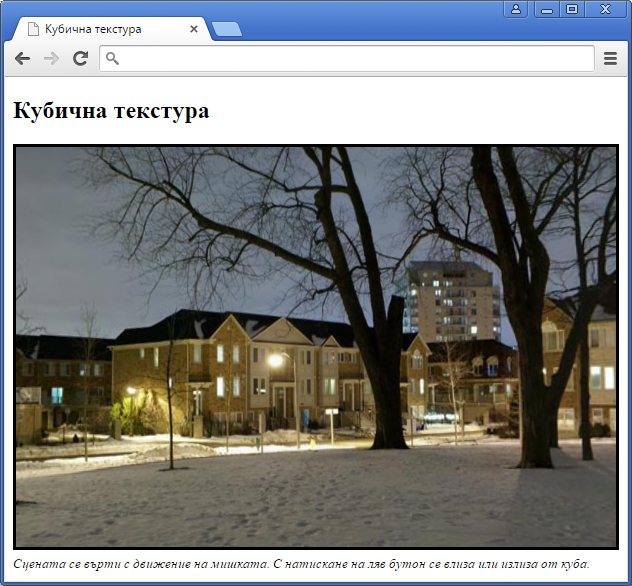 Кубична текстура
Кубична текстура
Сцената се върти с движение на мишката. С натискане на ляв бутон се влиза или излиза от куба.